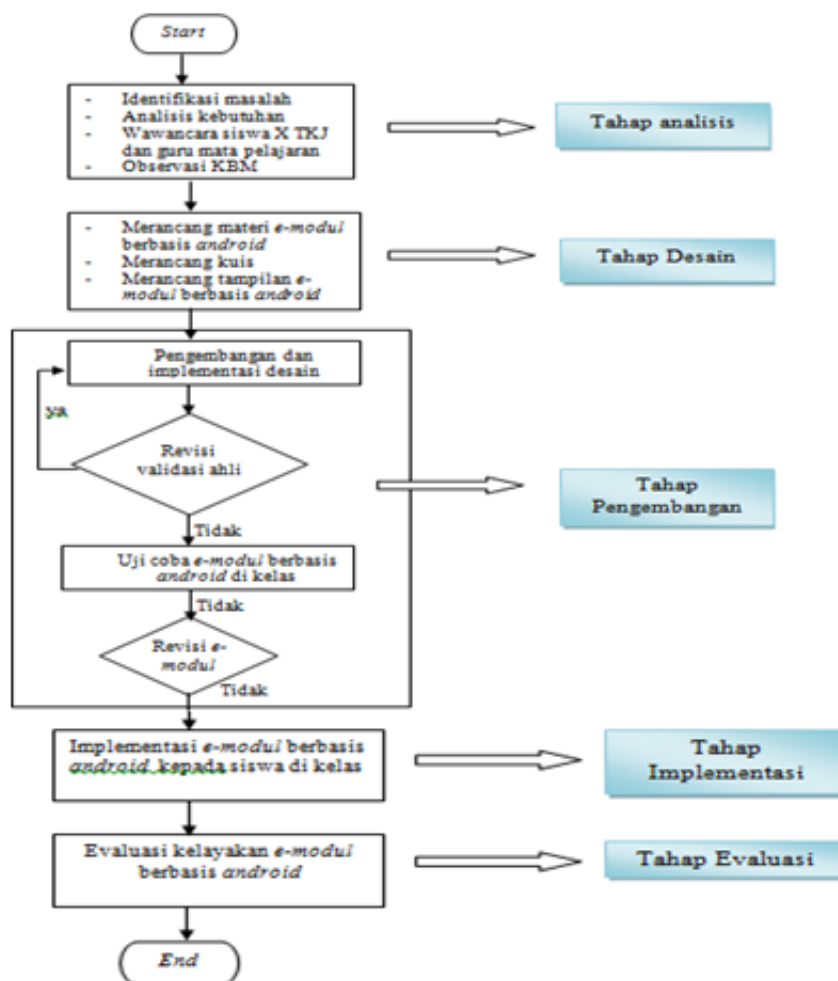 Start
- Identifikasi masalah
- Analisis kebutuhan
- Wawancara siswa X TKJ
dan guru mata pelajaran
- Observasi KBM
Tahap analisis
- Merancang materi e-modul
berbasis android
- Merancang kuis
- Merancang tampilan e-
modul berbasis android
Tahap Desain
Pengembangan dan
implementasi desain
ya
Revisi
validasi ahli
Tahap
Pengembangan
Tidak
Uji coba e-modul berbasis
android di kelas
Tidak
Revisi e-
modul
Tidak
Implementasi e-modul berbasis
android kepada siswa di kelas
Tahap
Implementasi
Evaluasi kelayakan e-modul
berbasis android
Tahap Evaluasi
End